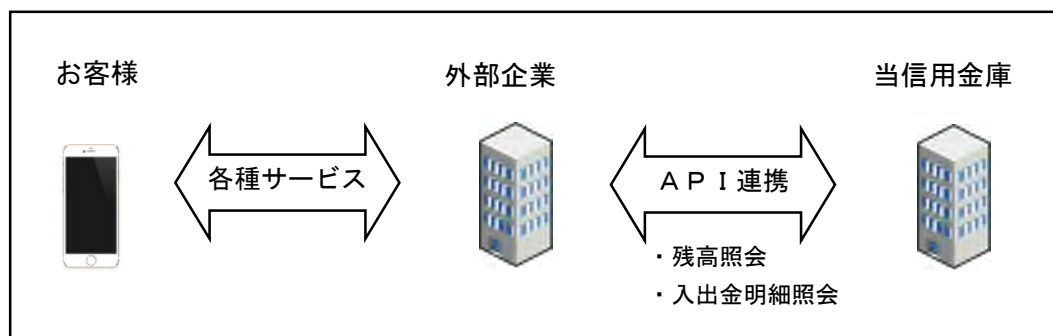 お客様
外部企業
当信用金庫
各種サービス
ＡＰＩ連携
・残高照会
・入出金明細照会